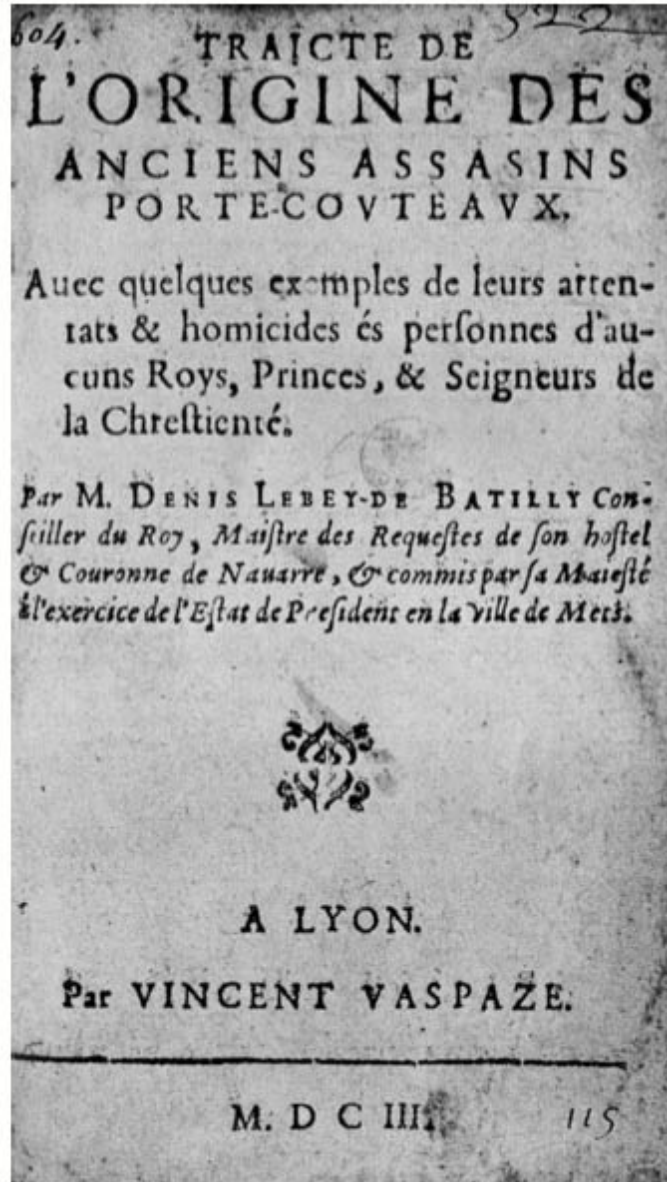 604. 522
TRAICTE DE
L'ORIGINE DES
ANCIENS ASSASINS
PORTE-COVTEAVX.
Auec quelques exemples de leurs atten-
tats & homicides és perſonnes d'au-
cuns Roys, Princes, & Seigneurs de
la Chreſtienté.
Par M. DENIS LEBEY-DE BATILLY Con-
ſeiller du Roy, Maiſtre des Requeſtes de ſon hoſtel
& Couronne de Nauarre, & commis par ſa Maieſté
à l'exercice de l'Eſtat de Preſident en la ville de Mets.
A LYON.
Par VINCENT VASPAZE.
M. D C III.
115